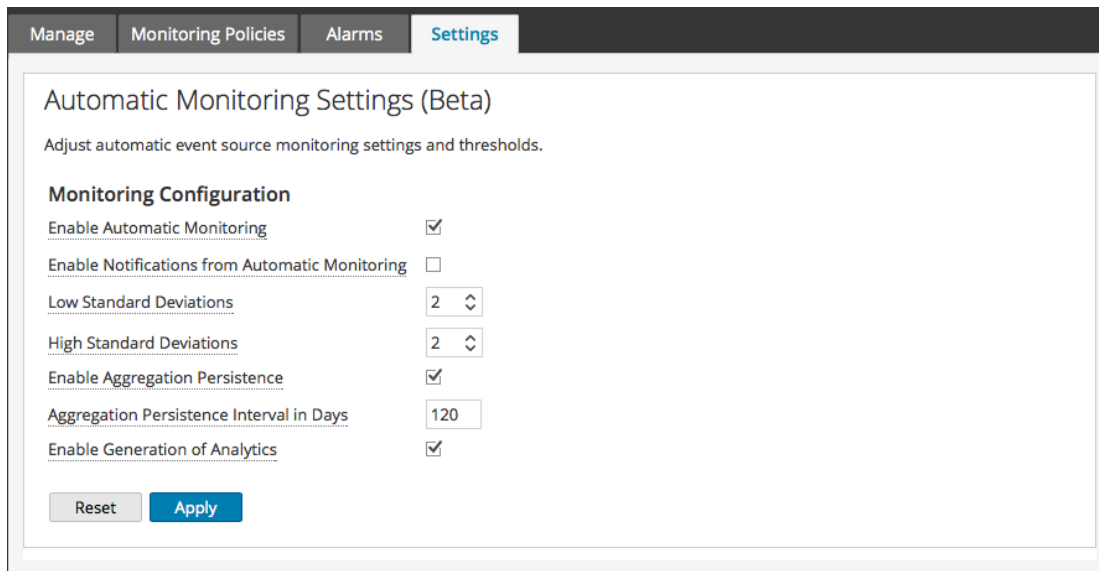 Manage Monitoring Policies Alarms Settings
Automatic Monitoring Settings (Beta)
Adjust automatic event source monitoring settings and thresholds.
Monitoring Configuration
Enable Automatic Monitoring
Enable Notifications from Automatic Monitoring
Low Standard Deviations 2
High Standard Deviations 2
Enable Aggregation Persistence
Aggregation Persistence Interval in Days 120
Enable Generation of Analytics
Reset Apply